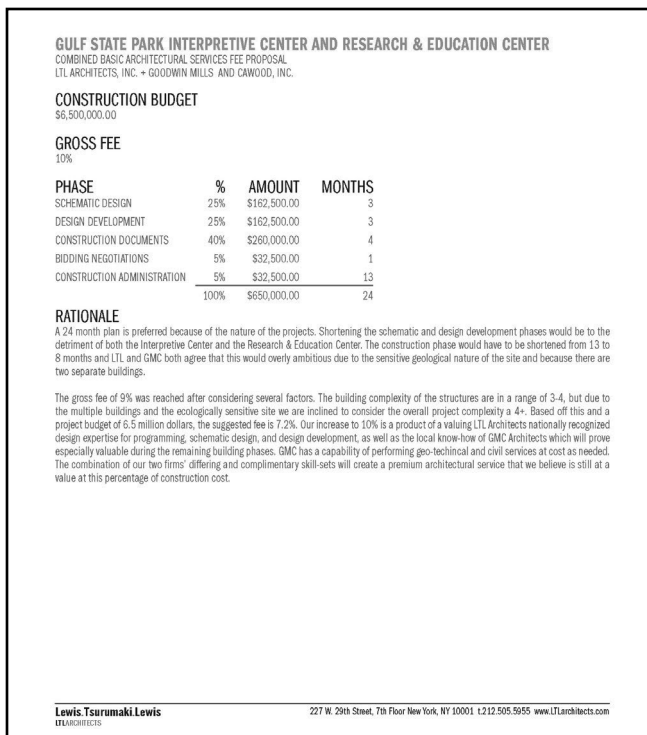 GULF STATE PARK INTERPRETIVE CENTER AND RESEARCH & EDUCATION CENTER
COMBINED BASIC ARCHITECTURAL SERVICES FEE PROPOSAL
LTL ARCHITECTS, INC. + GOODWIN MILLS AND CAWOOD, INC.
CONSTRUCTION BUDGET
$6,500,000.00
GROSS FEE
10%
PHASE % AMOUNT MONTHS
SCHEMATIC DESIGN 25% $162,500.00 3
DESIGN DEVELOPMENT 25% $162,500.00 3
CONSTRUCTION DOCUMENTS 40% $260,000.00 4
BIDDING NEGOTIATIONS 5% $32,500.00 1
CONSTRUCTION ADMINISTRATION 5% $32,500.00 13
100% $650,000.00 24
RATIONALE
A 24 month plan is preferred because of the nature of the projects. Shortening the schematic and design development phases would be to the
detriment of both the Interpretive Center and the Research & Education Center. The construction phase would have to be shortened from 13 to
8 months and LTL and GMC both agree that this would overly ambitious due to the sensitive geological nature of the site and because there are
two separate buildings.
The gross fee of 9% was reached after considering several factors. The building complexity of the structures are in a range of 3-4, but due to
the multiple buildings and the ecologically sensitive site we are inclined to consider the overall project complexity a 4+. Based off this and a
project budget of 6.5 million dollars, the suggested fee is 7.2%. Our increase to 10% is a product of a valuing LTL Architects nationally recognized
design expertise for programming, schematic design, and design development, as well as the local know-how of GMC Architects which will prove
especially valuable during the remaining building phases. GMC has a capability of performing geo-techincal and civil services at cost as needed.
The combination of our two firms' differing and complimentary skill-sets will create a premium architectural service that we believe is still at a
value at this percentage of construction cost.
Lewis.Tsurumaki.Lewis 227 W. 29th Street, 7th Floor New York, NY 10001 t.212.505.5955 www.LTLarchitects.com
LTLARCHITECTS